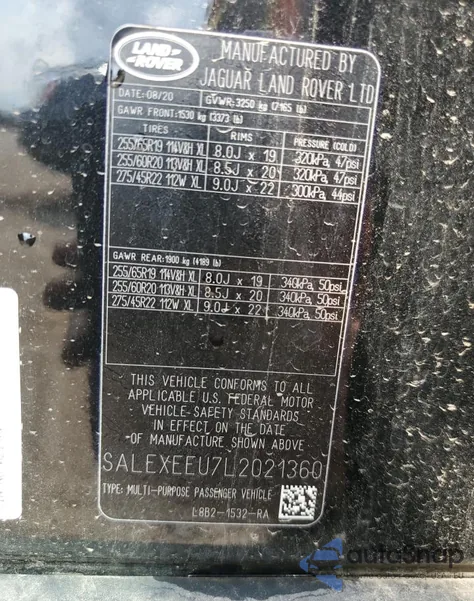 LAND ROVER
MANUFACTURED BY
JAGUAR LAND ROVER LTD
DATE: 08/20 GVWR: 3250 kg (7165 lb)
GAWR FRONT: 1530 kg (3373 lb)
TIRES RIMS PRESSURE (COLD)
255/65R19 114V&H XL 8.0J x 19 320kPa, 47psi
255/60R20 113V&H XL 8.5J x 20 320kPa, 47psi
275/45R22 112W XL 9.0J x 22 300kPa, 44psi
GAWR REAR: 1900 kg (4189 lb)
255/65R19 114V&H XL 8.0J x 19 340kPa, 50psi
255/60R20 113V&H XL 8.5J x 20 340kPa, 50psi
275/45R22 112W XL 9.0J x 22 340kPa, 50psi
THIS VEHICLE CONFORMS TO ALL
APPLICABLE U.S. FEDERAL MOTOR
VEHICLE-SAFETY STANDARDS
IN EFFECT ON THE DATE
OF MANUFACTURE SHOWN ABOVE
SALEXEEU7L2021360
TYPE: MULTI-PURPOSE PASSENGER VEHICLE
L8B2-1532-RA
autoSnap